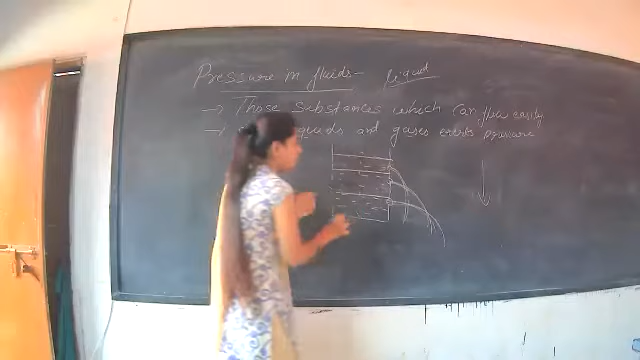 Pressure in fluids - Liquid
→ Those Substances which Can flow easily
→ liquids and gases exerts pressure